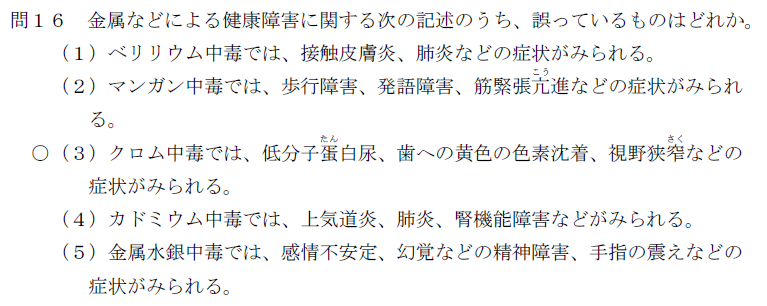 問16　金属などによる健康障害に関する次の記述のうち、誤っているものはどれか。
（1）ベリリウム中毒では、接触皮膚炎、肺炎などの症状がみられる。
（2）マンガン中毒では、歩行障害、発語障害、筋緊張亢進などの症状がみられ
こう
る。
○（3）クロム中毒では、低分子蛋白尿、歯への黄色の色素沈着、視野狭窄などの
たん
さく
症状がみられる。
（4）カドミウム中毒では、上気道炎、肺炎、腎機能障害などがみられる。
（5）金属水銀中毒では、感情不安定、幻覚などの精神障害、手指の震えなどの
症状がみられる。